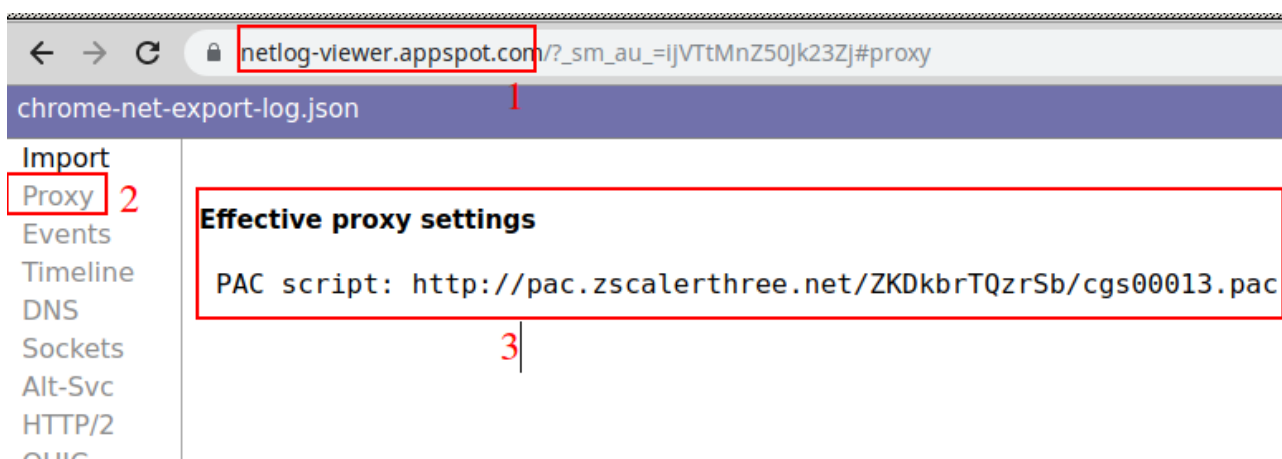 netlog-viewer.appspot.com/?_sm_au_=ijVTtMnZ50Jk23Zj#proxy
1
chrome-net-export-log.json
Import
Proxy 2
Events
Timeline
DNS
Sockets
Alt-Svc
HTTP/2
Effective proxy settings
PAC script: http://pac.zscalerthree.net/ZKDkbrTQzrSb/cgs00013.pac
3